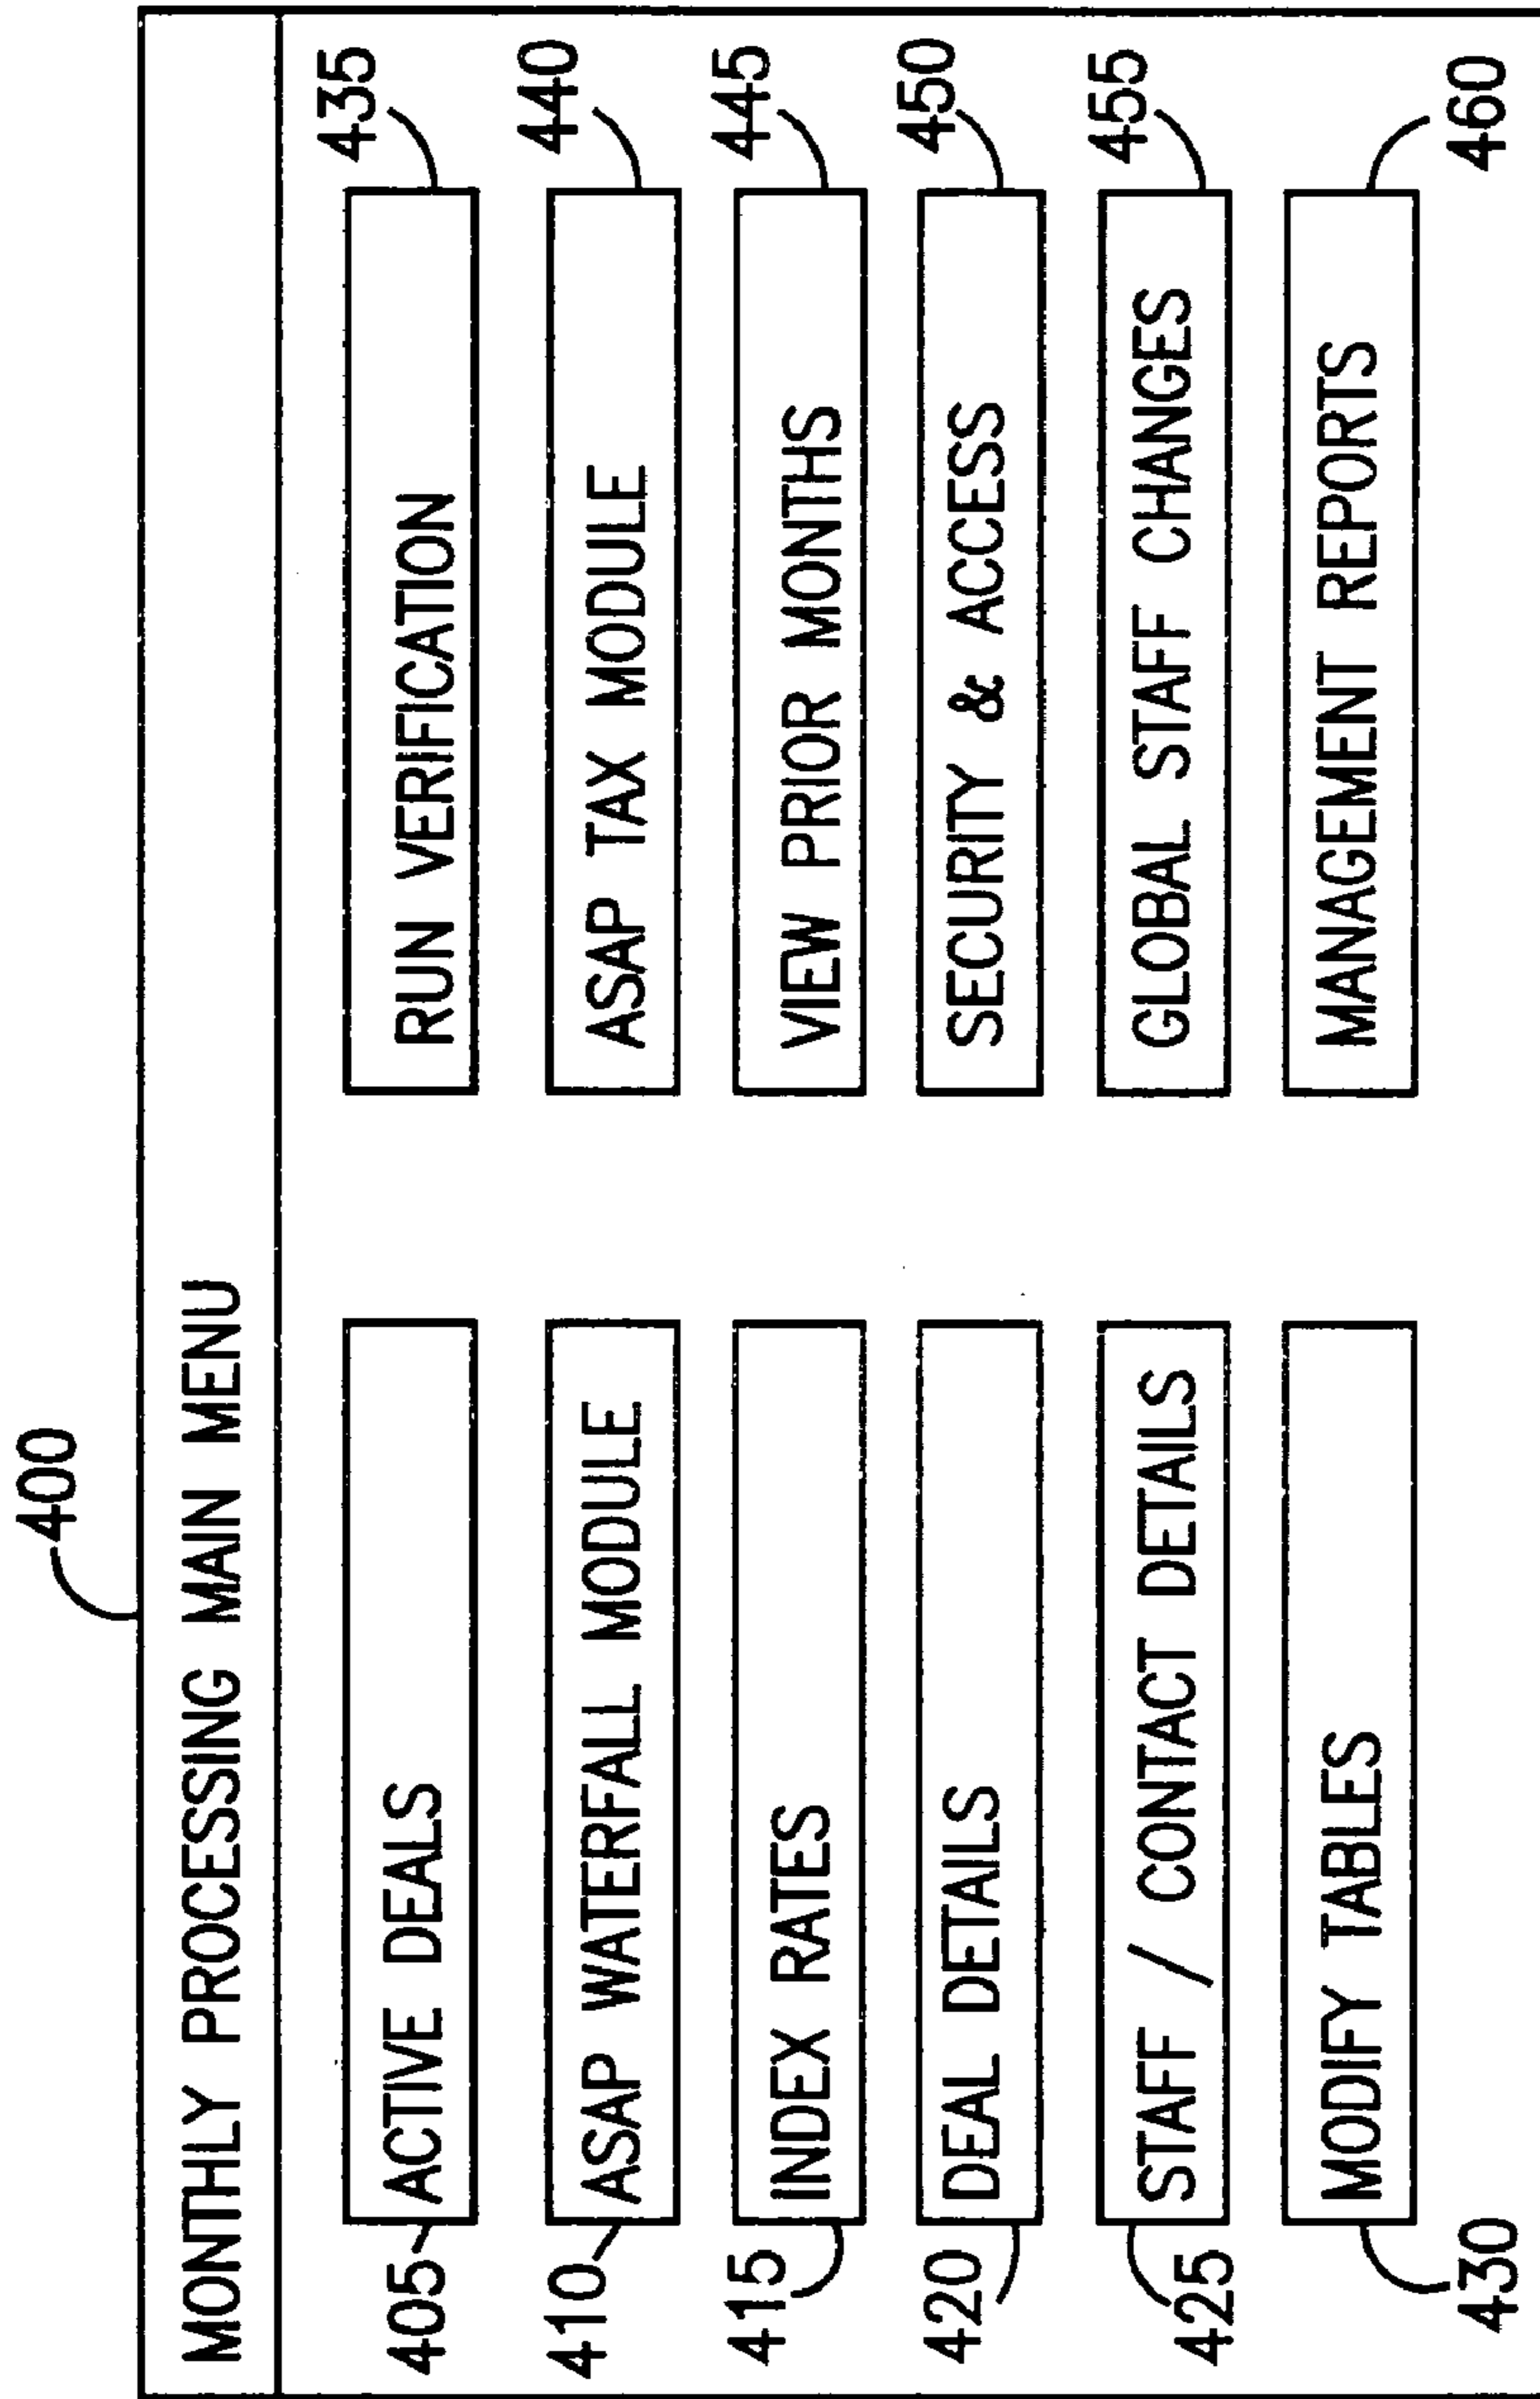 400
MONTHLY PROCESSING MAIN MENU
405 ACTIVE DEALS
410 ASAP WATERFALL MODULE
415 INDEX RATES
420 DEAL DETAILS
425 STAFF / CONTACT DETAILS
430 MODIFY TABLES
RUN VERIFICATION 435
ASAP TAX MODULE 440
VIEW PRIOR MONTHS 445
SECURITY & ACCESS 450
GLOBAL STAFF CHANGES 455
MANAGEMENT REPORTS 460